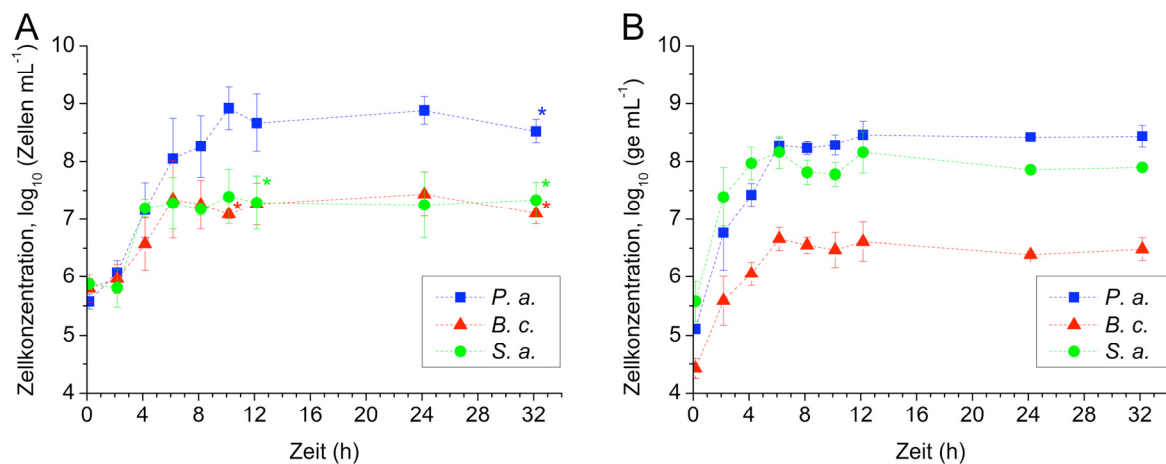 A
Zellkonzentration, log10 (Zellen mL-1)
10
9
8
7
6
5
4
* * * * *
P. a.
B. c.
S. a.
0 4 8 12 16 20 24 28 32
Zeit (h)
B
Zellkonzentration, log10 (ge mL-1)
10
9
8
7
6
5
4
P. a.
B. c.
S. a.
0 4 8 12 16 20 24 28 32
Zeit (h)